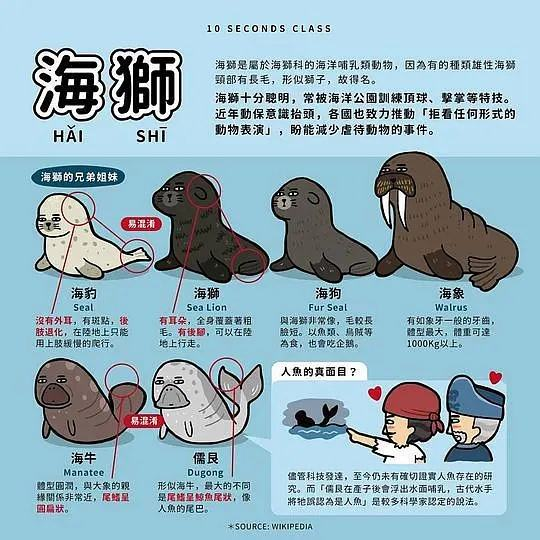 10 SECONDS CLASS
海獅
HǍI SHĪ
海獅是屬於海獅科的海洋哺乳類動物，因為有的種類雄性海獅
頸部有長毛，形似獅子，故得名。
海獅十分聰明，常被海洋公園訓練頂球、擊掌等特技。
近年動保意識抬頭，各國也致力推動「拒看任何形式的
動物表演」，盼能減少虐待動物的事件。
海獅的兄弟姐妹
易混淆
海豹
Seal
沒有外耳，有斑點，後
肢退化，在陸地上只能
用上肢緩慢的爬行。
海獅
Sea Lion
有耳朵，全身覆蓋著粗
毛。有後腳，可以在陸
地上行走。
海狗
Fur Seal
與海獅非常像，毛較長
臉短。以魚類、烏賊等
為食，也會吃企鵝。
海象
Walrus
有如象牙一般的牙齒，
體型最大，體重可達
1000Kg以上。
易混淆
海牛
Manatee
體型圓潤，與大象的親
緣關係非常近，尾鰭呈
圓扁狀。
儒艮
Dugong
形似海牛，最大的不同
是尾鰭呈鯨魚尾狀，像
人魚的尾巴。
人魚的真面目？
儘管科技發達，至今仍未有確切證實人魚存在的研
究。而「儒艮在產子後會浮出水面哺乳，古代水手
將牠誤認為是人魚」是較多科學家認定的說法。
＊SOURCE: WIKIPEDIA